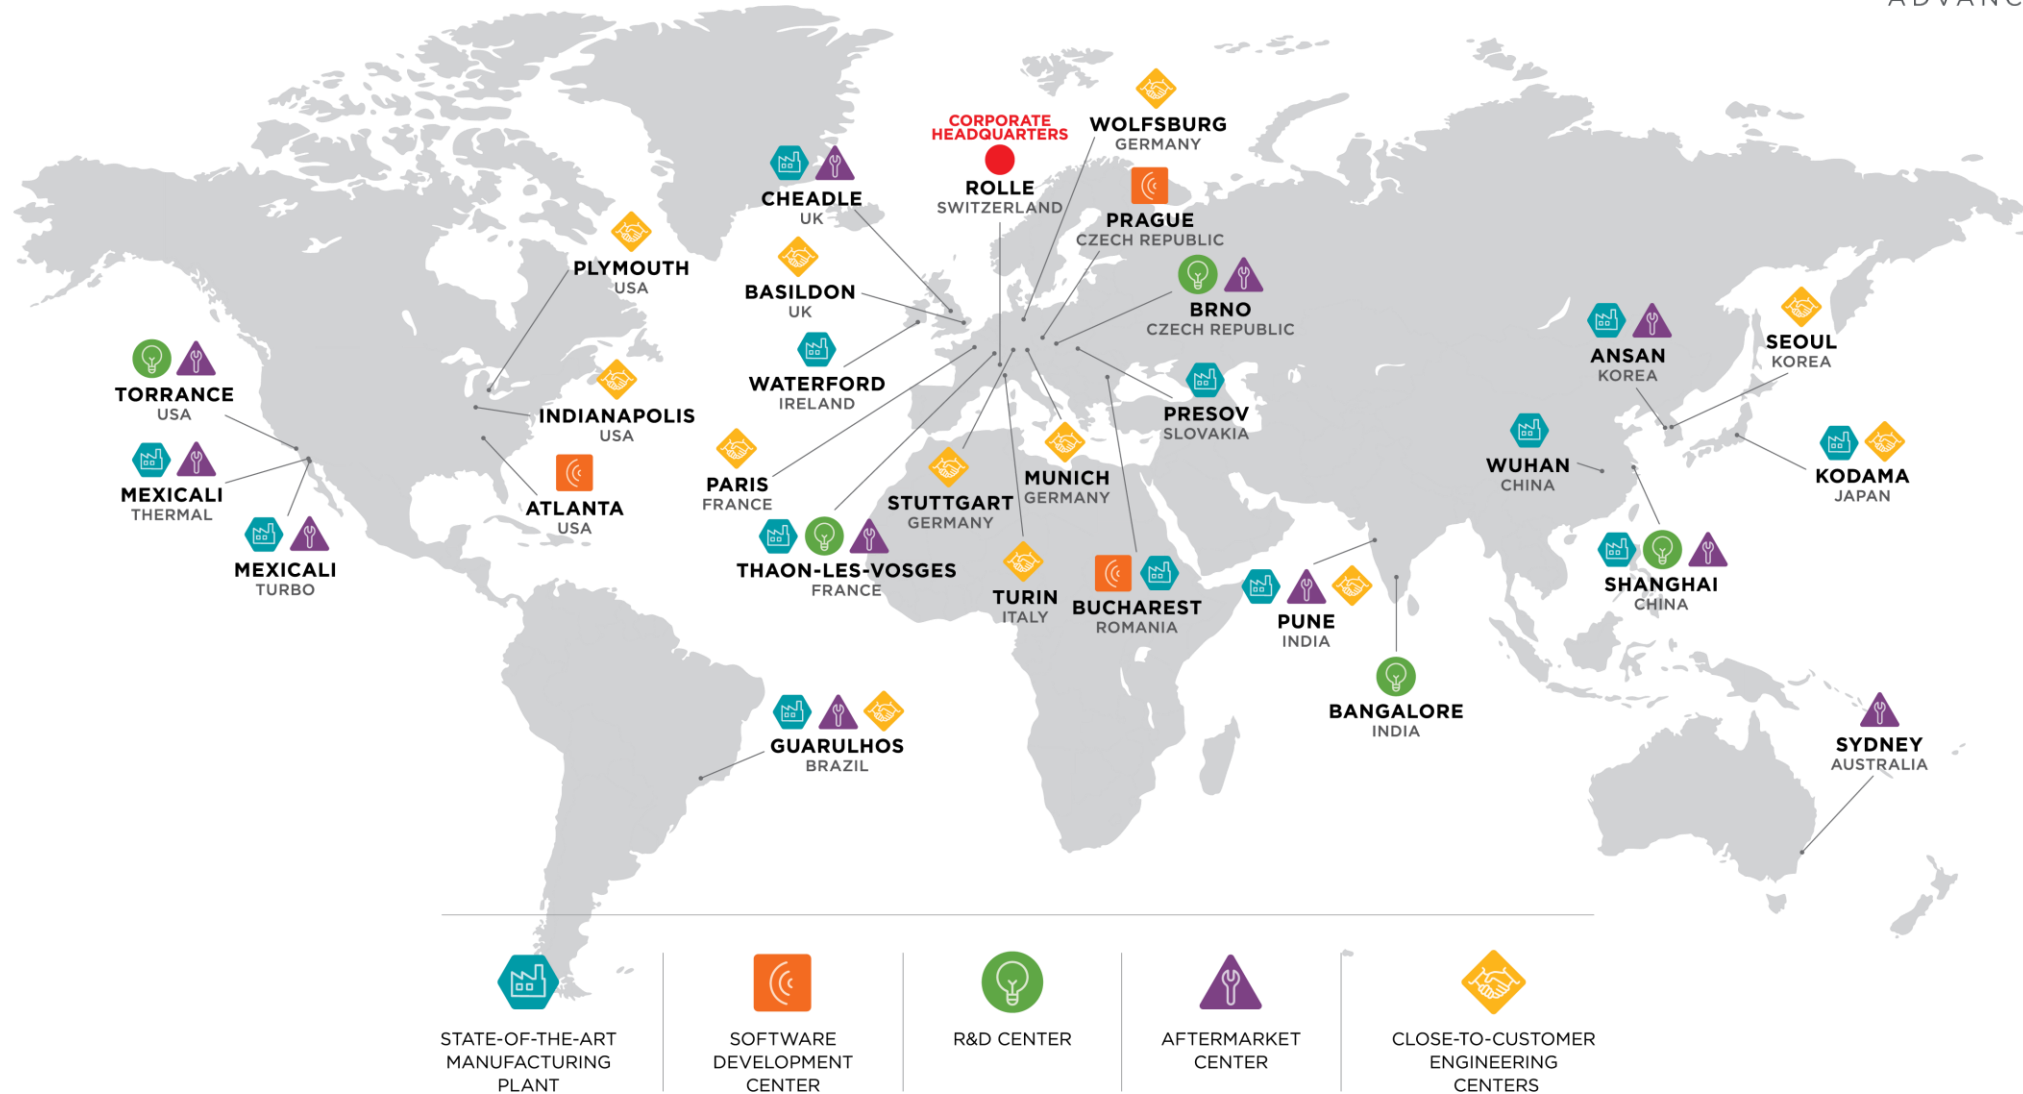 ADVANC
WOLFSBURG
GERMANY
CORPORATE
HEADQUARTERS
ROLLE
SWITZERLAND
CHEADLE
UK
PRAGUE
CZECH REPUBLIC
PLYMOUTH
USA
BASILDON
UK
BRNO
CZECH REPUBLIC
WATERFORD
IRELAND
ANSAN
KOREA
SEOUL
KOREA
TORRANCE
USA
INDIANAPOLIS
USA
PRESOV
SLOVAKIA
MEXICALI
THERMAL
ATLANTA
USA
PARIS
FRANCE
STUTTGART
GERMANY
MUNICH
GERMANY
WUHAN
CHINA
KODAMA
JAPAN
MEXICALI
TURBO
THAON-LES-VOSGES
FRANCE
TURIN
ITALY
BUCHAREST
ROMANIA
PUNE
INDIA
SHANGHAI
CHINA
BANGALORE
INDIA
GUARULHOS
BRAZIL
SYDNEY
AUSTRALIA
STATE-OF-THE-ART
MANUFACTURING
PLANT
SOFTWARE
DEVELOPMENT
CENTER
R&D CENTER
AFTERMARKET
CENTER
CLOSE-TO-CUSTOMER
ENGINEERING
CENTERS